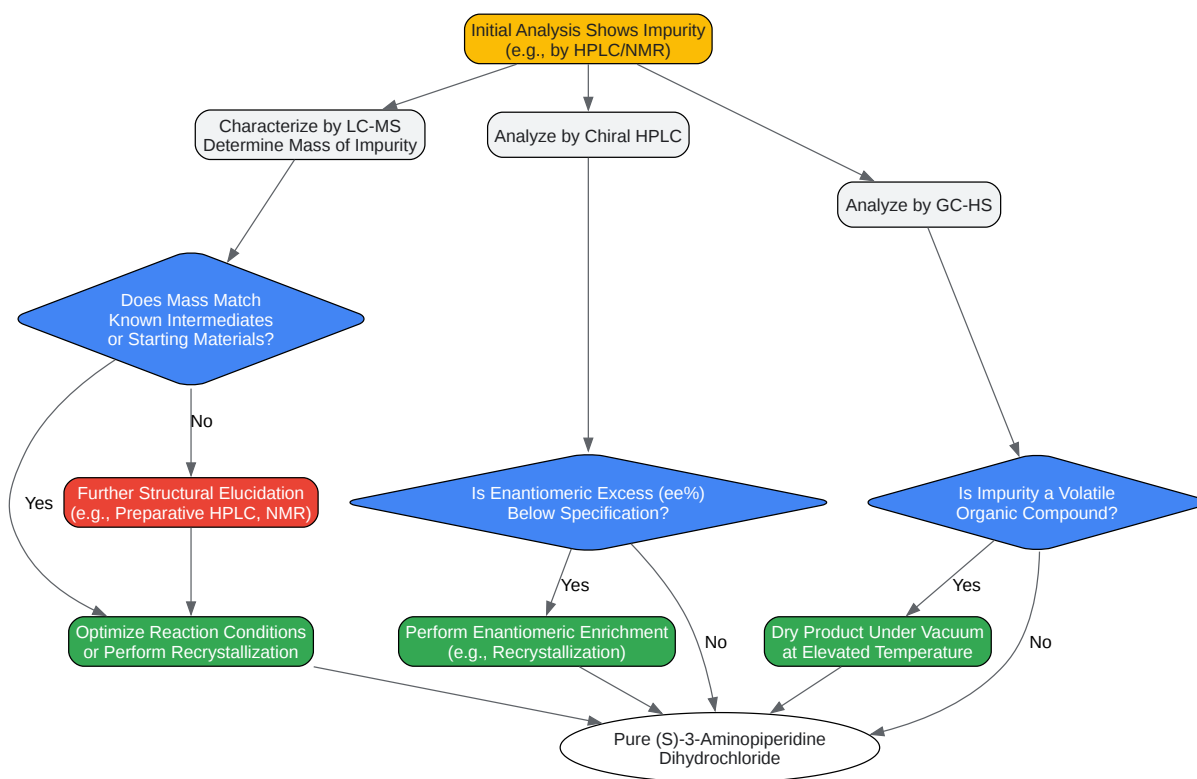 Initial Analysis Shows Impurity
(e.g., by HPLC/NMR)
Characterize by LC-MS
Determine Mass of Impurity
Analyze by Chiral HPLC
Analyze by GC-HS
Does Mass Match
Known Intermediates
or Starting Materials?
No
Yes
Further Structural Elucidation
(e.g., Preparative HPLC, NMR)
Is Enantiomeric Excess (ee%)
Below Specification?
Is Impurity a Volatile
Organic Compound?
Yes
No
Yes
No
Optimize Reaction Conditions
or Perform Recrystallization
Perform Enantiomeric Enrichment
(e.g., Recrystallization)
Dry Product Under Vacuum
at Elevated Temperature
Pure (S)-3-Aminopiperidine
Dihydrochloride